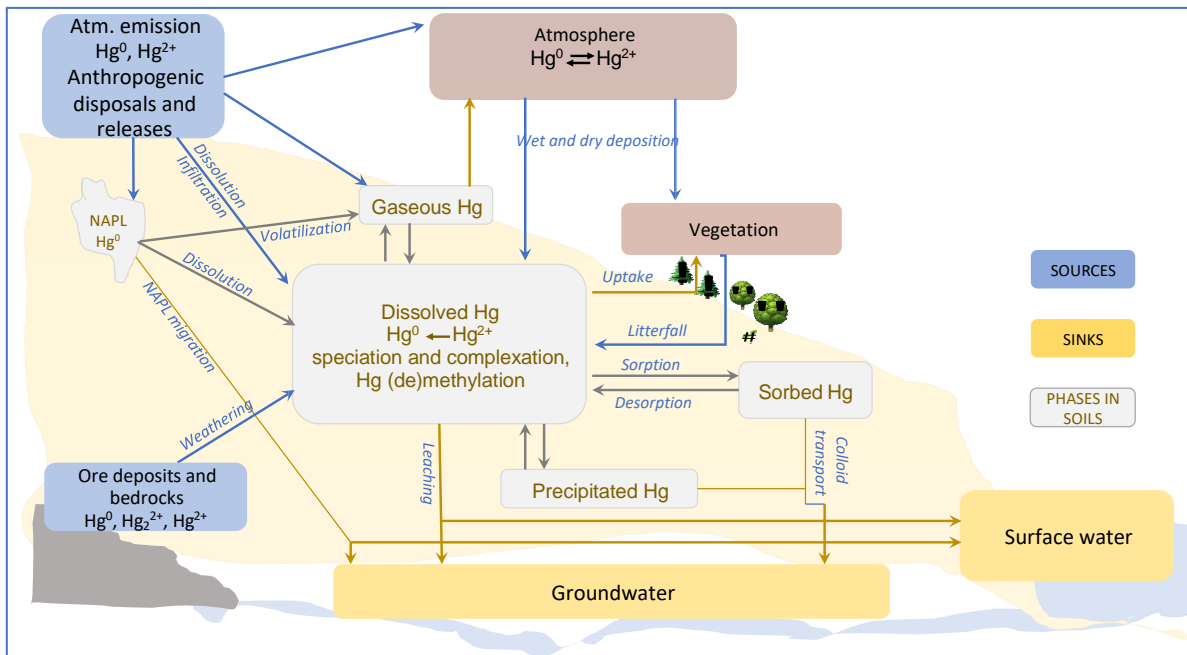 Atm. emission
Hg⁰, Hg²⁺
Anthropogenic
disposals and
releases
Atmosphere
Hg⁰ ⇄ Hg²⁺
Wet and dry deposition
Dissolution
Infiltration
NAPL
Hg⁰
Volatilization
Gaseous Hg
Vegetation
Dissolution
NAPL migration
Uptake
Litterfall
Dissolved Hg
Hg⁰ ← Hg²⁺
speciation and complexation,
Hg (de)methylation
Sorption
Desorption
Sorbed Hg
Weathering
Leaching
Colloid
transport
Ore deposits and
bedrocks
Hg⁰, Hg₂²⁺, Hg²⁺
Precipitated Hg
Surface water
Groundwater
SOURCES
SINKS
PHASES IN
SOILS